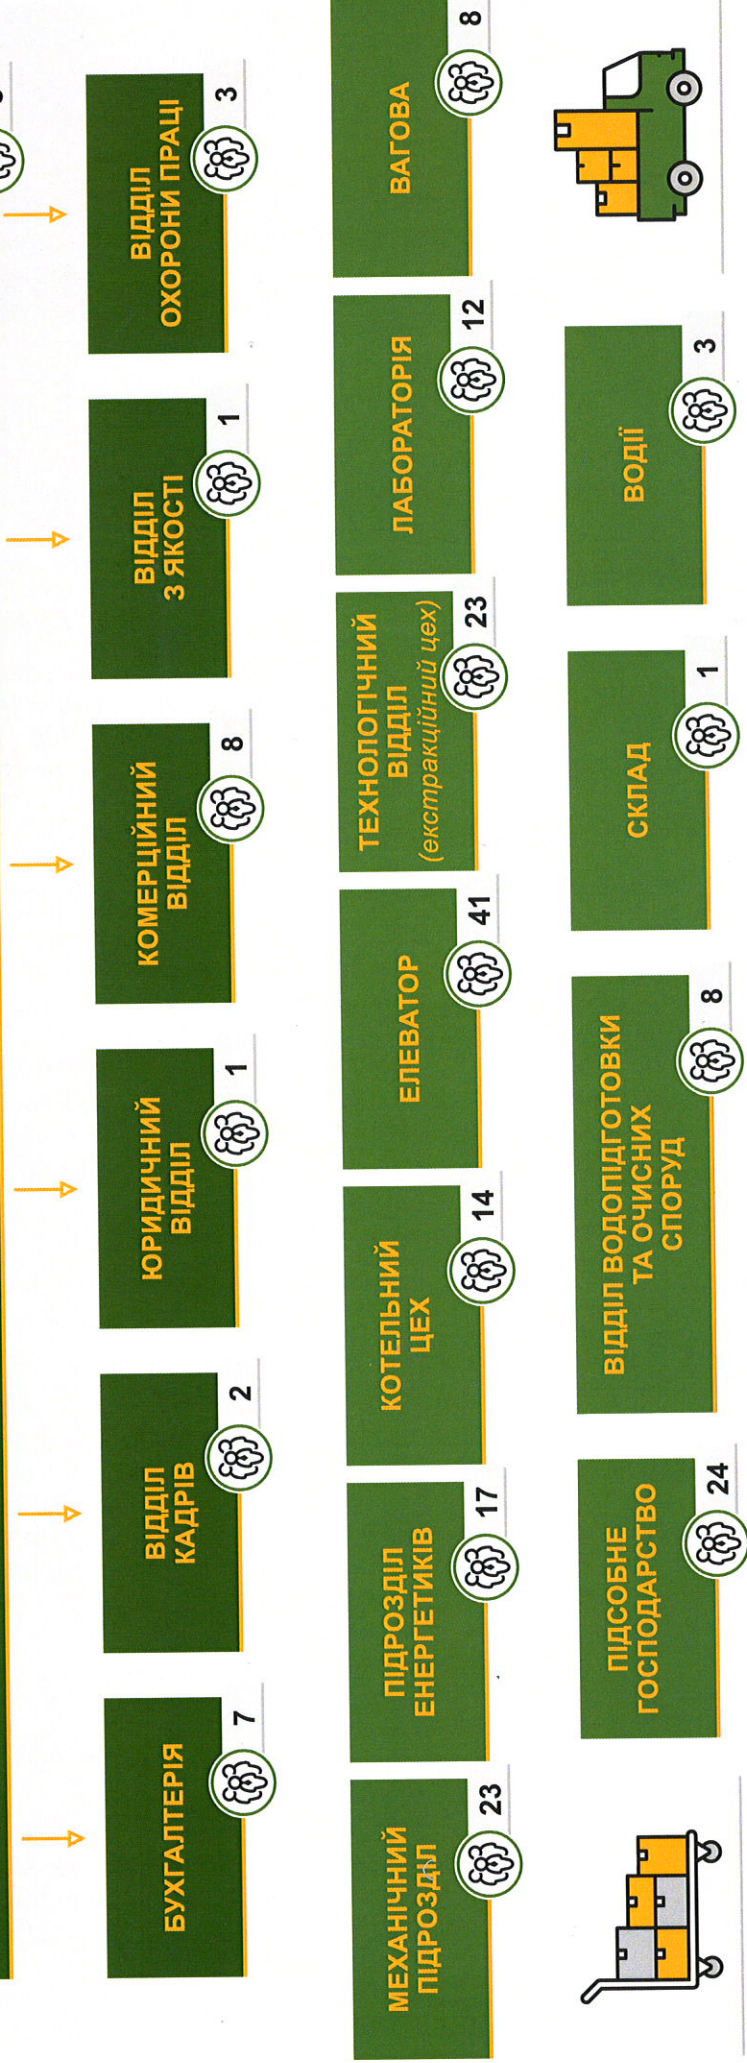 БУХГАЛТЕРІЯ
7
ВІДДІЛ
КАДРІВ
2
ЮРИДИЧНИЙ
ВІДДІЛ
1
КОМЕРЦІЙНИЙ
ВІДДІЛ
8
ВІДДІЛ
З ЯКОСТІ
1
ВІДДІЛ
ОХОРОНИ ПРАЦІ
3
МЕХАНІЧНИЙ
ПІДРОЗДІЛ
23
ПІДРОЗДІЛ
ЕНЕРГЕТИКІВ
17
КОТЕЛЬНИЙ
ЦЕХ
14
ЕЛЕВАТОР
41
ТЕХНОЛОГІЧНИЙ
ВІДДІЛ
(екстракційний цех)
23
ЛАБОРАТОРІЯ
12
ВАГОВА
8
ПІДСОБНЕ
ГОСПОДАРСТВО
24
ВІДДІЛ ВОДОПІДГОТОВКИ
ТА ОЧИСНИХ
СПОРУД
8
СКЛАД
1
ВОДІЇ
3